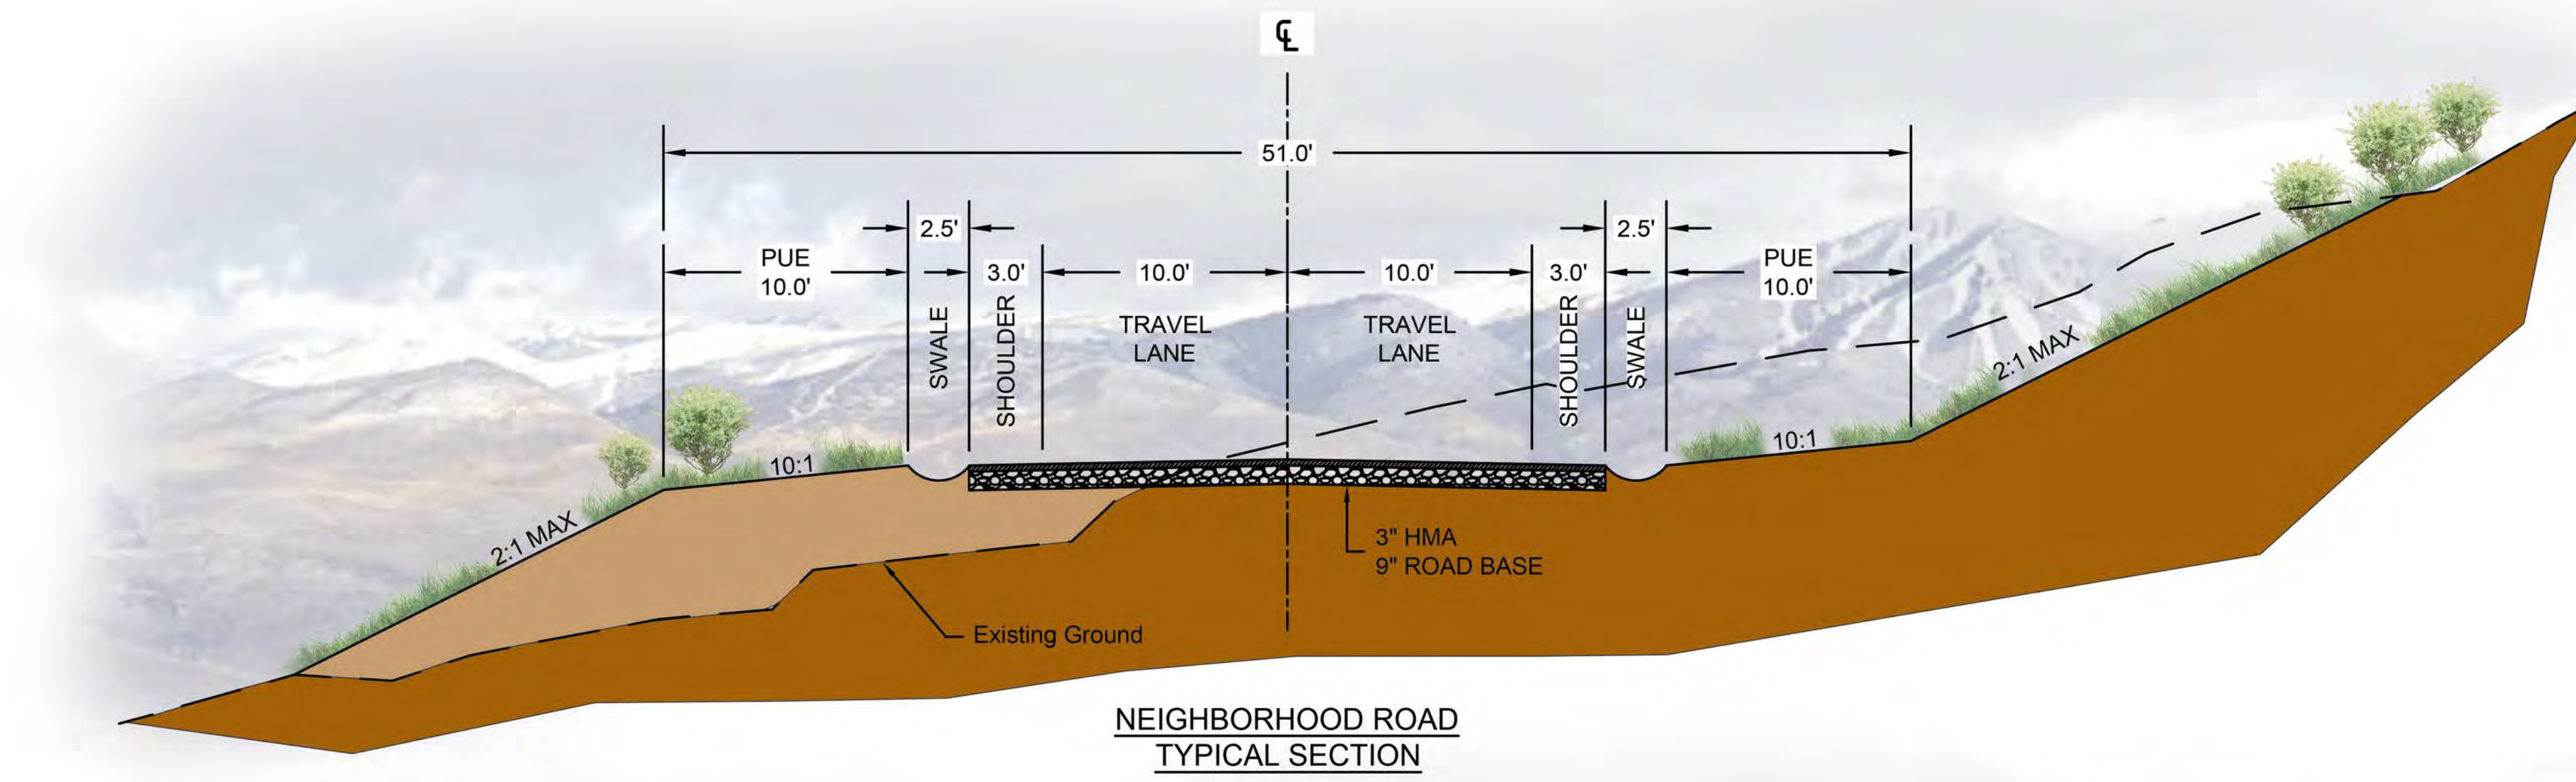 ℄
51.0'
2.5'
2.5'
PUE
10.0'
3.0'
10.0'
10.0'
3.0'
PUE
10.0'
SWALE
SHOULDER
TRAVEL
LANE
TRAVEL
LANE
SHOULDER
SWALE
2:1 MAX
10:1
10:1
2:1 MAX
3" HMA
9" ROAD BASE
Existing Ground
NEIGHBORHOOD ROAD
TYPICAL SECTION